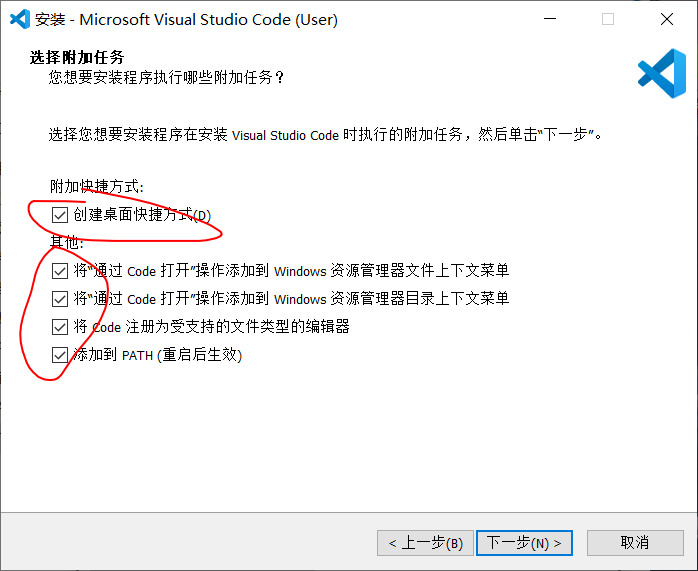 安装 - Microsoft Visual Studio Code (User)
选择附加任务
您想要安装程序执行哪些附加任务？
选择您想要安装程序在安装 Visual Studio Code 时执行的附加任务，然后单击“下一步”。
附加快捷方式:
创建桌面快捷方式(D)
其他:
将“通过 Code 打开”操作添加到 Windows 资源管理器文件上下文菜单
将“通过 Code 打开”操作添加到 Windows 资源管理器目录上下文菜单
将 Code 注册为受支持的文件类型的编辑器
添加到 PATH (重启后生效)
< 上一步(B) 下一步(N) > 取消